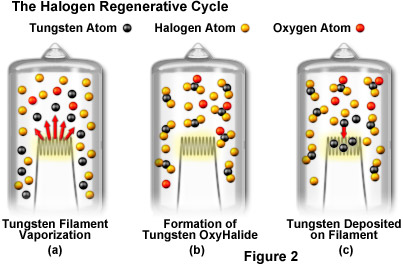 The Halogen Regenerative Cycle
Tungsten Atom Halogen Atom Oxygen Atom
Tungsten Filament
Vaporization
(a)
Formation of
Tungsten OxyHalide
(b)
Tungsten Deposited
on Filament
(c)
Figure 2